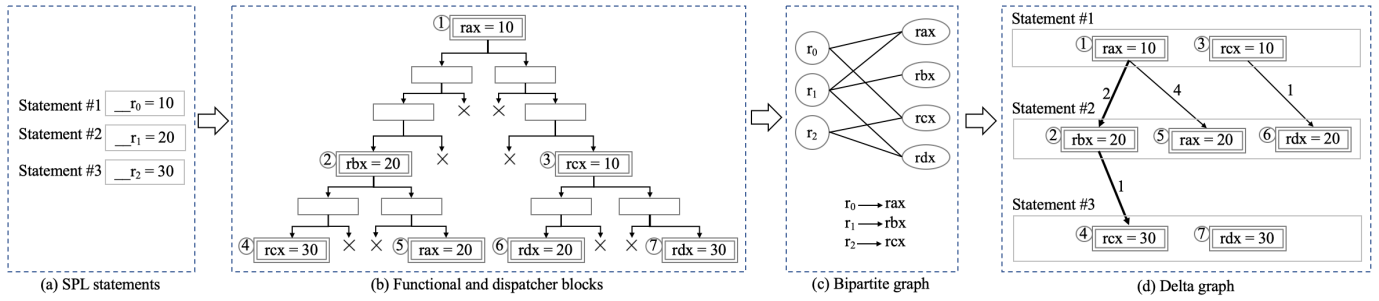 Statement #1 __r₀ = 10
Statement #2 __r₁ = 20
Statement #3 __r₂ = 30
(a) SPL statements
① rax = 10
② rbx = 20
③ rcx = 10
④ rcx = 30
⑤ rax = 20
⑥ rdx = 20
⑦ rdx = 30
(b) Functional and dispatcher blocks
r₀
r₁
r₂
rax
rbx
rcx
rdx
r₀ → rax
r₁ → rbx
r₂ → rcx
(c) Bipartite graph
Statement #1
① rax = 10
③ rcx = 10
2
4
1
Statement #2
② rbx = 20
⑤ rax = 20
⑥ rdx = 20
1
Statement #3
④ rcx = 30
⑦ rdx = 30
(d) Delta graph